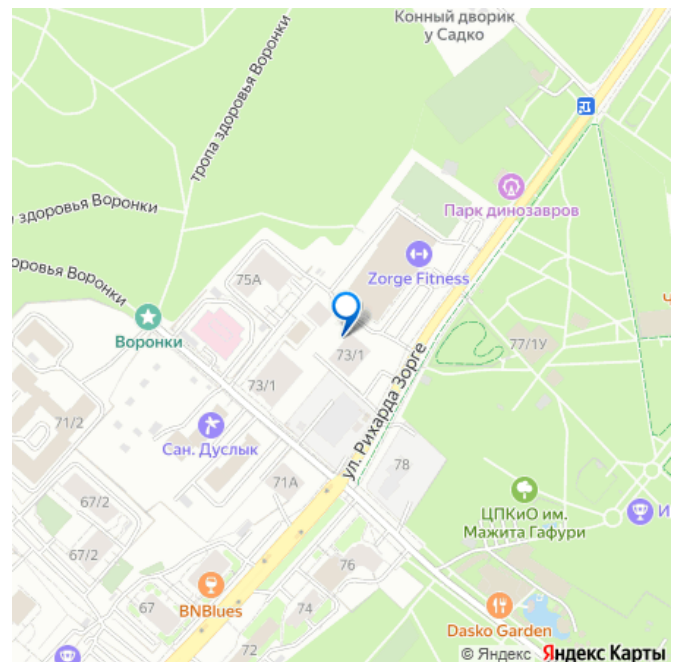 Конный дворик
у Садко
тропа здоровья Воронки
Парк динозавров
здоровья Воронки
Zorge Fitness
75А
оровья Воронки
Воронки
73/1
77/1У
73/1
ул. Рихарда Зорге
71/2
Сан. Дуслык
78
71А
67/2
ЦПКиО им.
Мажита Гафури
И
67/2
76
67
BNBlues
74
Dasko Garden
72
© Яндекс Яндекс Карты